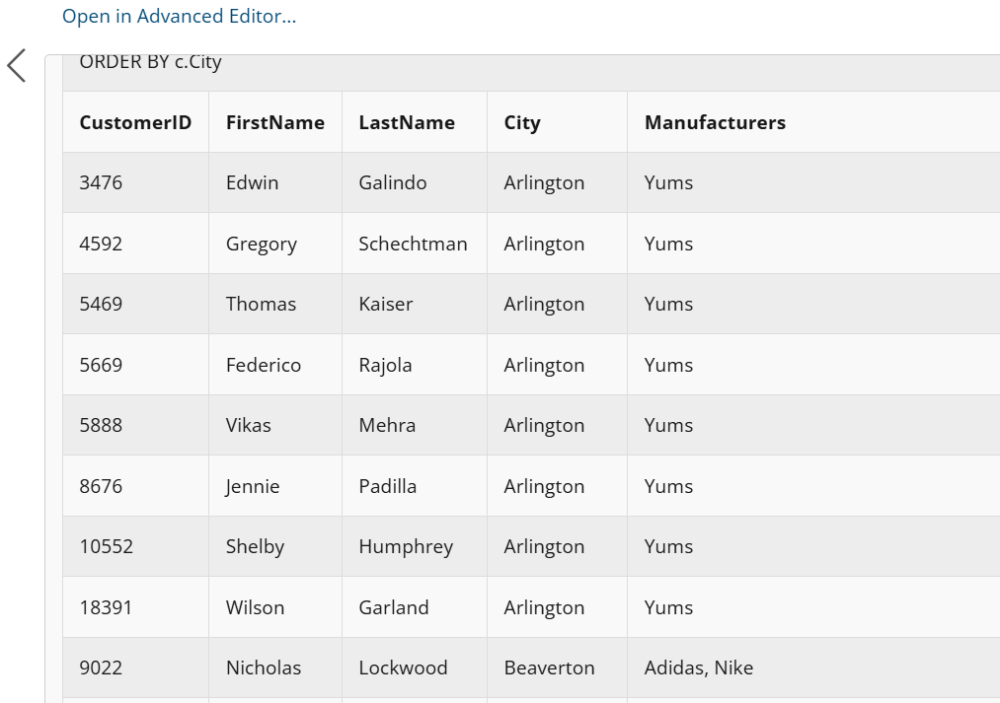 Open in Advanced Editor...
ORDER BY c.City
CustomerID FirstName LastName City Manufacturers
3476 Edwin Galindo Arlington Yums
4592 Gregory Schechtman Arlington Yums
5469 Thomas Kaiser Arlington Yums
5669 Federico Rajola Arlington Yums
5888 Vikas Mehra Arlington Yums
8676 Jennie Padilla Arlington Yums
10552 Shelby Humphrey Arlington Yums
18391 Wilson Garland Arlington Yums
9022 Nicholas Lockwood Beaverton Adidas, Nike